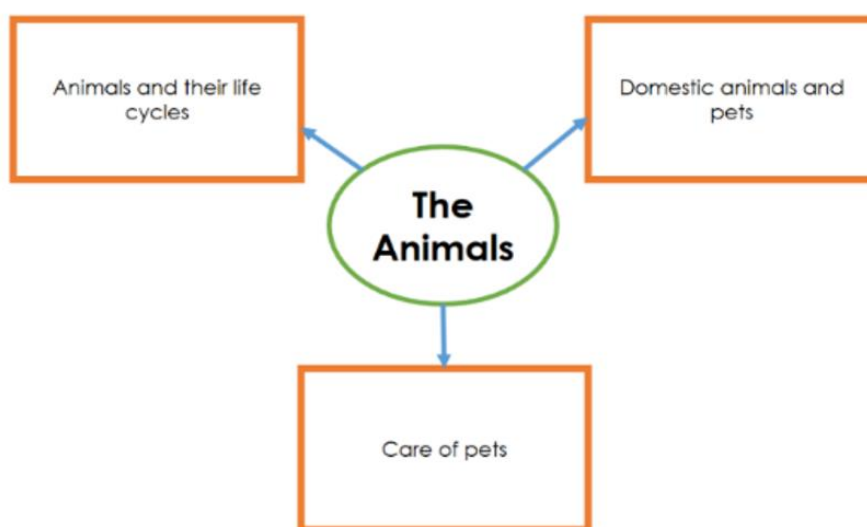 Animals and their life
cycles
Domestic animals and
pets
The
Animals
Care of pets